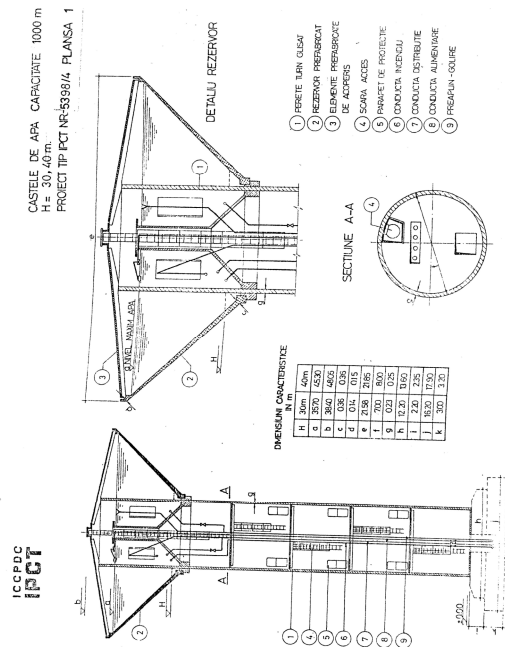 ICCPDC
IPCT
CASTELE DE APA CAPACITATE 1000 m
H = 30,40m.
PROIECT TIP IPCT NR.5398/4 PLANSA 1
DETALIU REZERVOR
NIVEL MAXIM APA
1 PERETE TURN GLISAT
2 REZERVOR PREFABRICAT
3 ELEMENTE PREFABRICATE
DE ACOPERIS
4 SCARA ACCES
5 PARAPET DE PROTECTIE
6 CONDUCTA INCENDIU
7 CONDUCTA DISTRIBUTIE
8 CONDUCTA ALIMENTARE
9 PREAPLIN - GOLIRE
SECTIUNE A-A
DIMENSIUNI CARACTERISTICE
IN m
H 30m 40m
a 35.70 45.30
b 38.40 48.05
c 0.36 0.36
d 0.14 0.15
e 21.58 21.85
f 7.00 8.00
g 0.23 0.25
h 12.20 13.60
i 2.20 2.35
j 16.20 17.90
k 3.00 3.20
A
A
±0.00